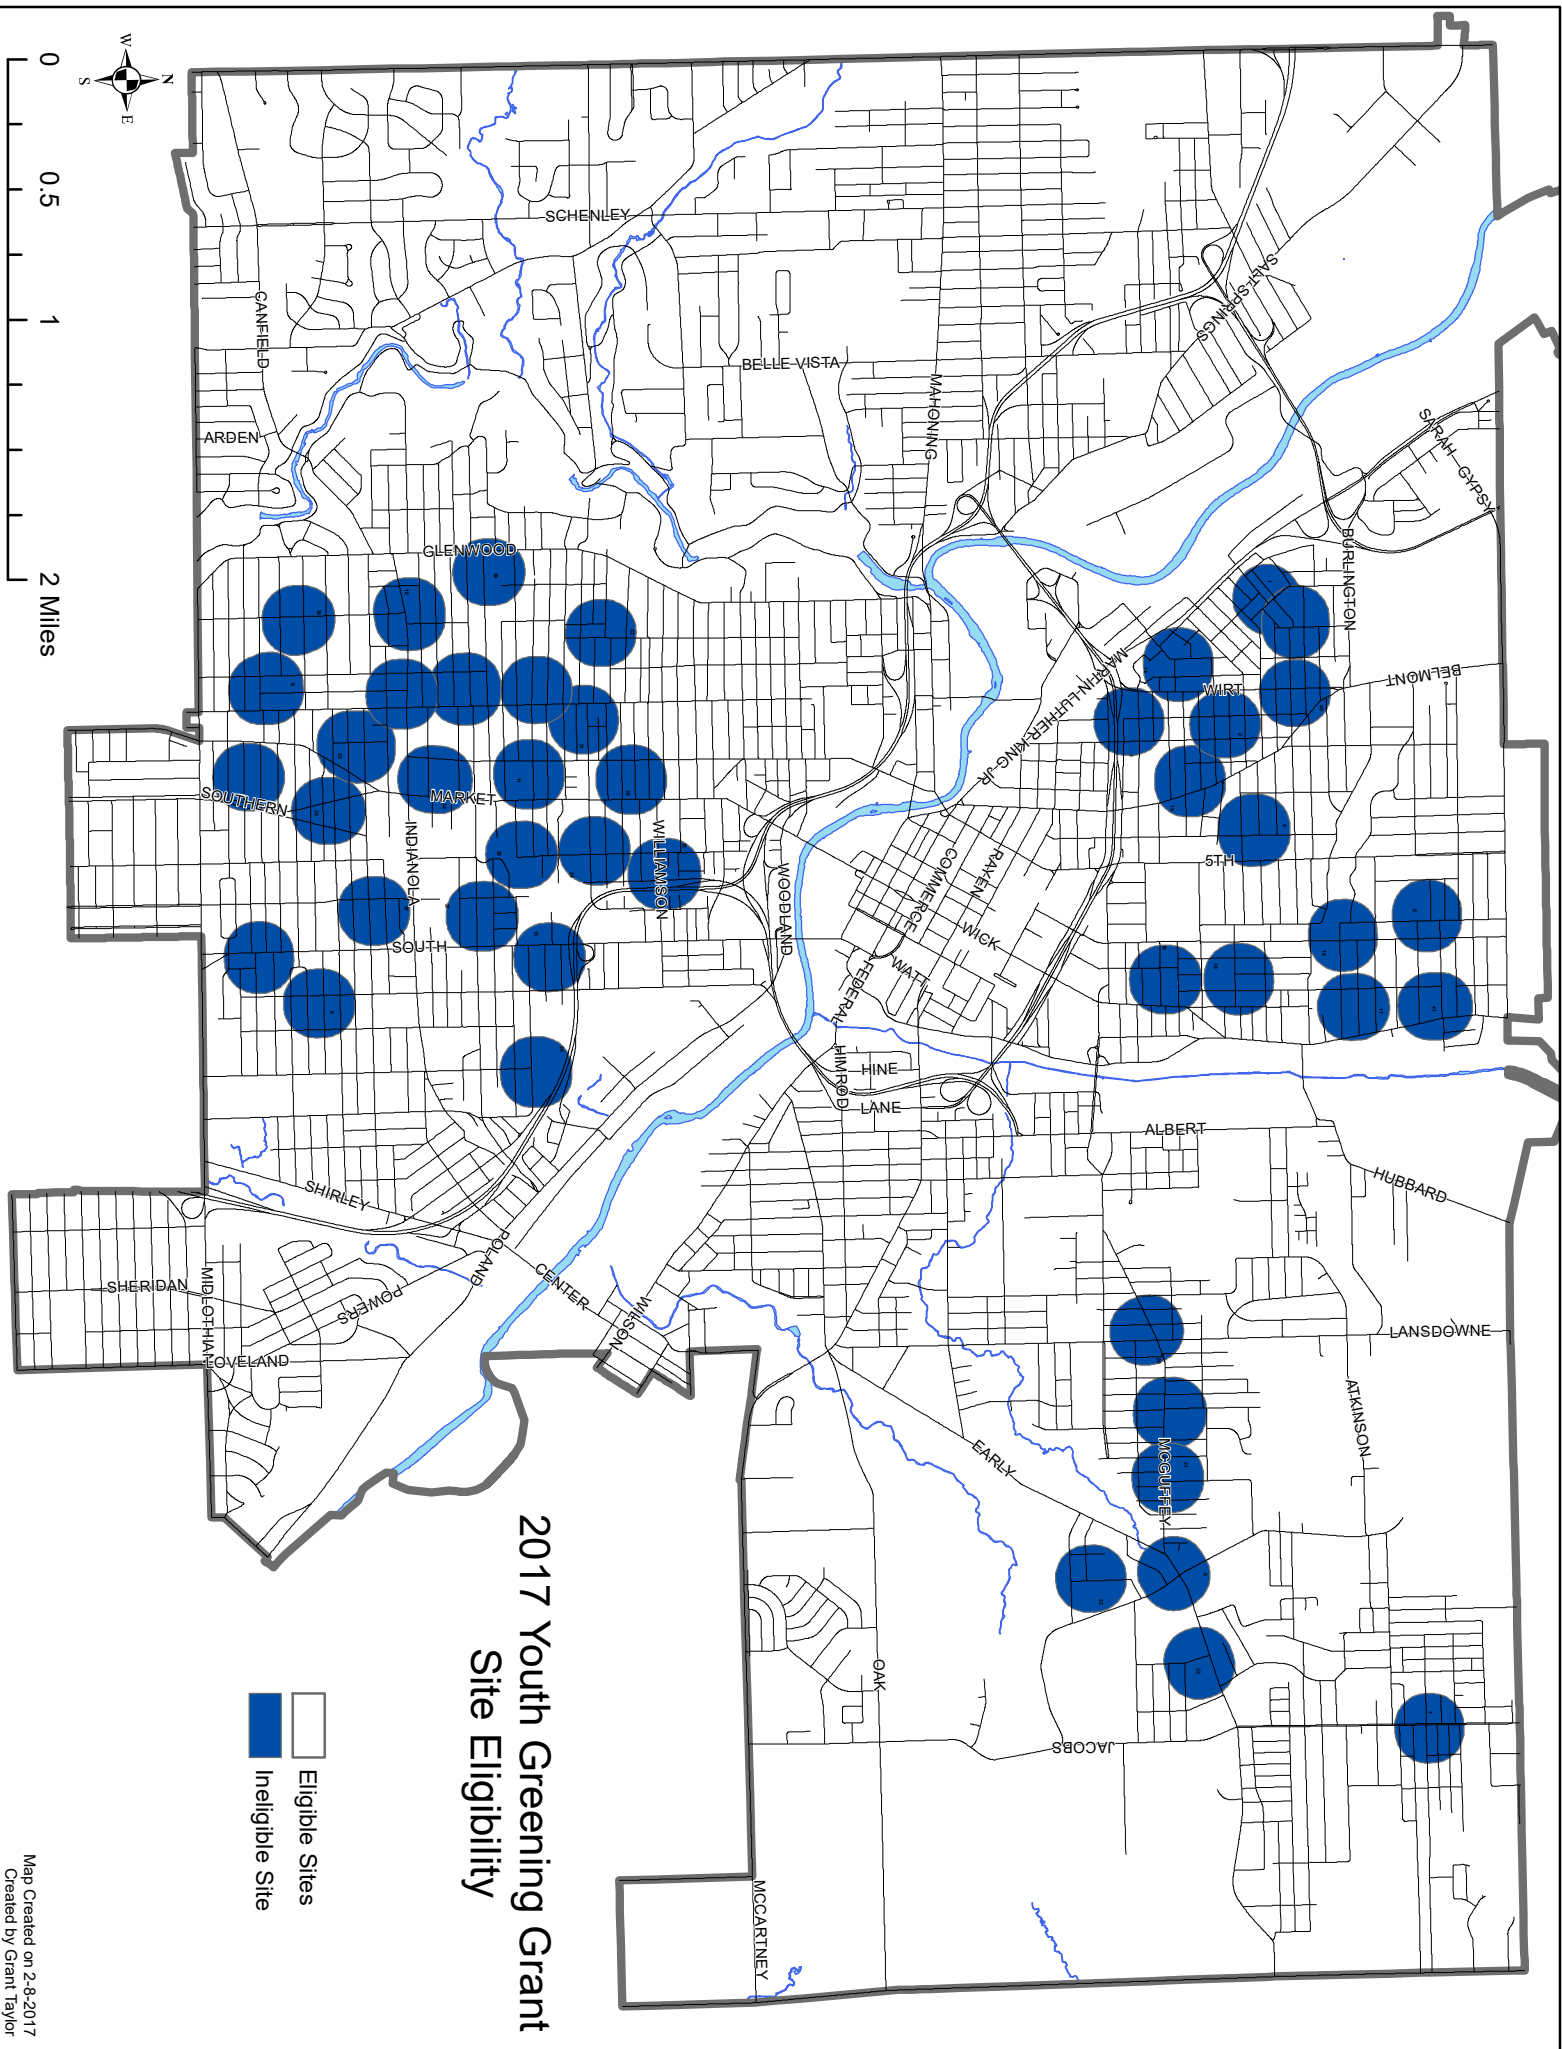 SALT-SPRINGS
SARAH
GYPSY
BURLINGTON
BELMONT
WIRT
MARTIN-LUTHER-KING-JR
5TH
SCHENLEY
CANFIELD
ARDEN
BELLE-VISTA
MAHONING
GLENWOOD
SOUTHERN
MARKET
INDIANOLA
WILLIAMSON
WOODLAND
SOUTH
RAYEN
COMMERCE
WICK
WATT
FEDERAL
HIMROD
HINE
LANE
ALBERT
HUBBARD
LANSDOWNE
ATKINSON
MCGUFFEY
EARLY
OAK
JACOBS
MCCARTNEY
SHIRLEY
POLAND
CENTER
WILSON
POWERS
SHERIDAN
MIDLOTHIAN
LOVELAND
2017 Youth Greening Grant
Site Eligibility
Eligible Sites
Ineligible Site
N
W
E
S
0 0.5 1 2 Miles
Map Created on 2-8-2017
Created by Grant Taylor